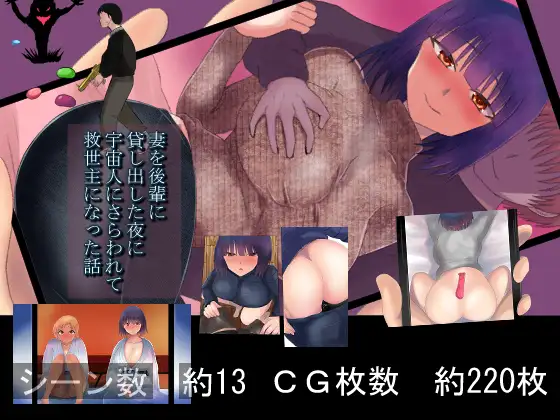 妻を後輩に
貸し出した夜に
宇宙人にさらわれて
救世主になった話
シーン数 約13 ＣＧ枚数 約220枚